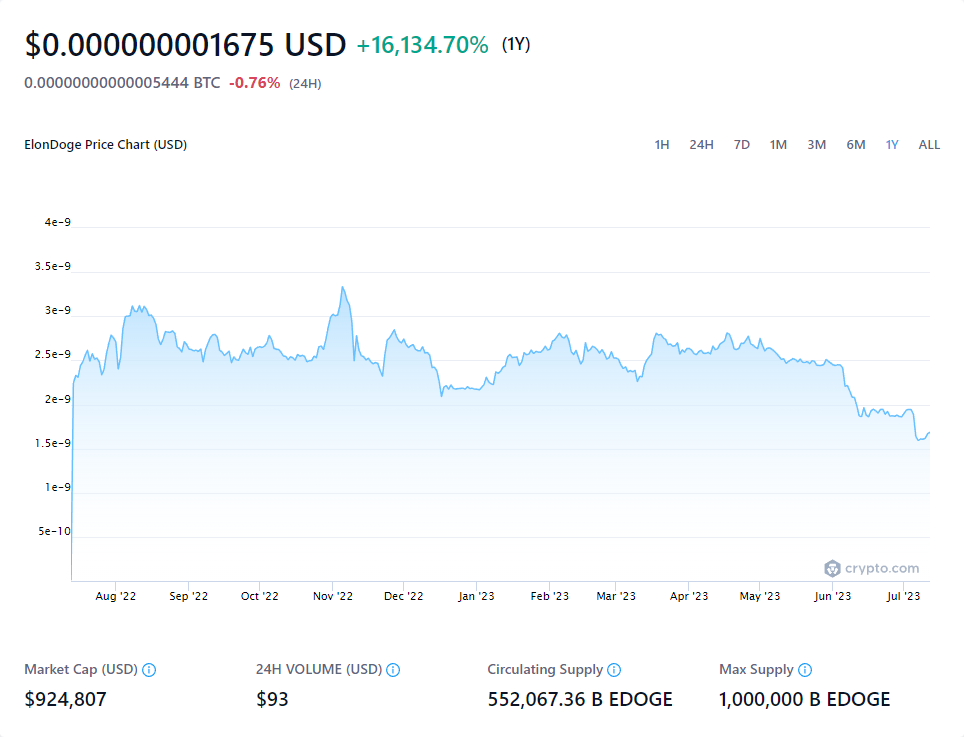 $0.000000001675 USD +16,134.70% (1Y)
0.00000000000005444 BTC -0.76% (24H)
ElonDoge Price Chart (USD) 1H 24H 7D 1M 3M 6M 1Y ALL
4e-9
3.5e-9
3e-9
2.5e-9
2e-9
1.5e-9
1e-9
5e-10
crypto.com
Aug '22 Sep '22 Oct '22 Nov '22 Dec '22 Jan '23 Feb '23 Mar '23 Apr '23 May '23 Jun '23 Jul '23
Market Cap (USD) 24H VOLUME (USD) Circulating Supply Max Supply
$924,807 $93 552,067.36 B EDOGE 1,000,000 B EDOGE